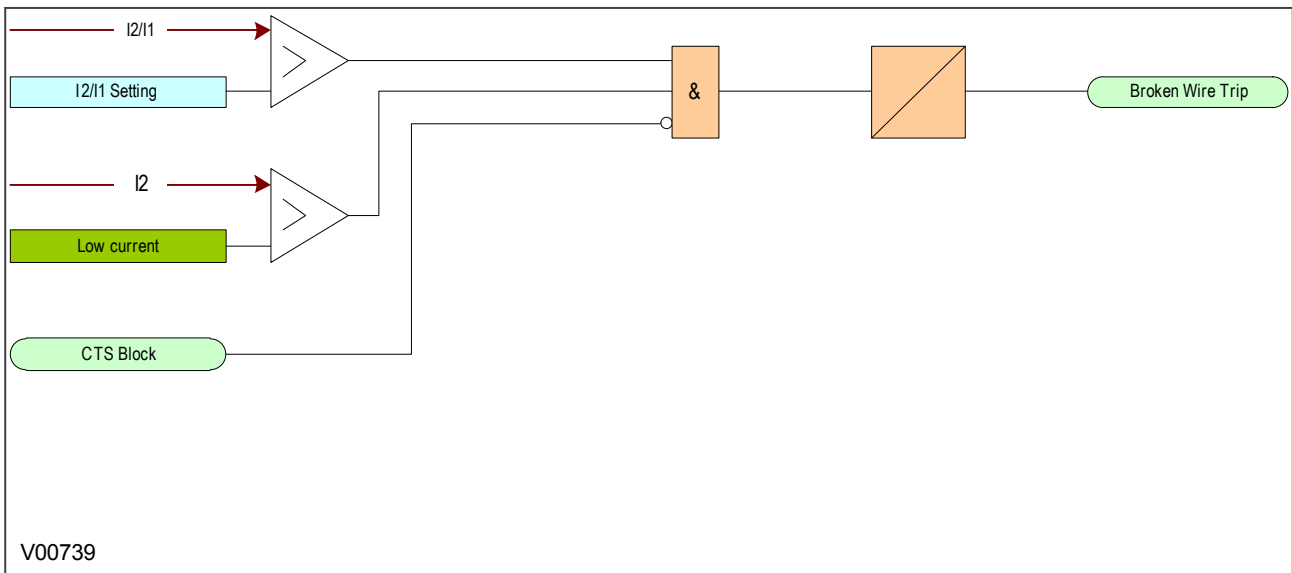 I2/I1
I2/I1 Setting
&
Broken Wire Trip
I2
Low current
CTS Block
V00739